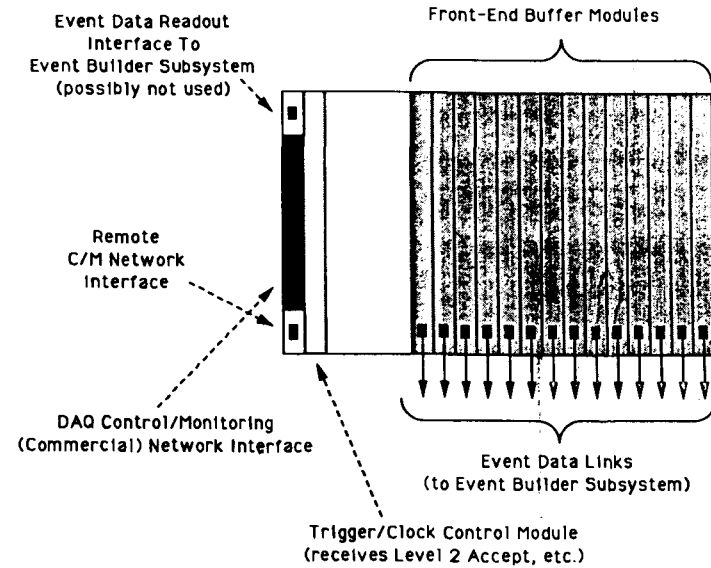 Event Data Readout
Interface To
Event Builder Subsystem
(possibly not used)
Front-End Buffer Modules
Remote
C/M Network
Interface
DAQ Control/Monitoring
(Commercial) Network Interface
Event Data Links
(to Event Builder Subsystem)
Trigger/Clock Control Module
(receives Level 2 Accept, etc.)